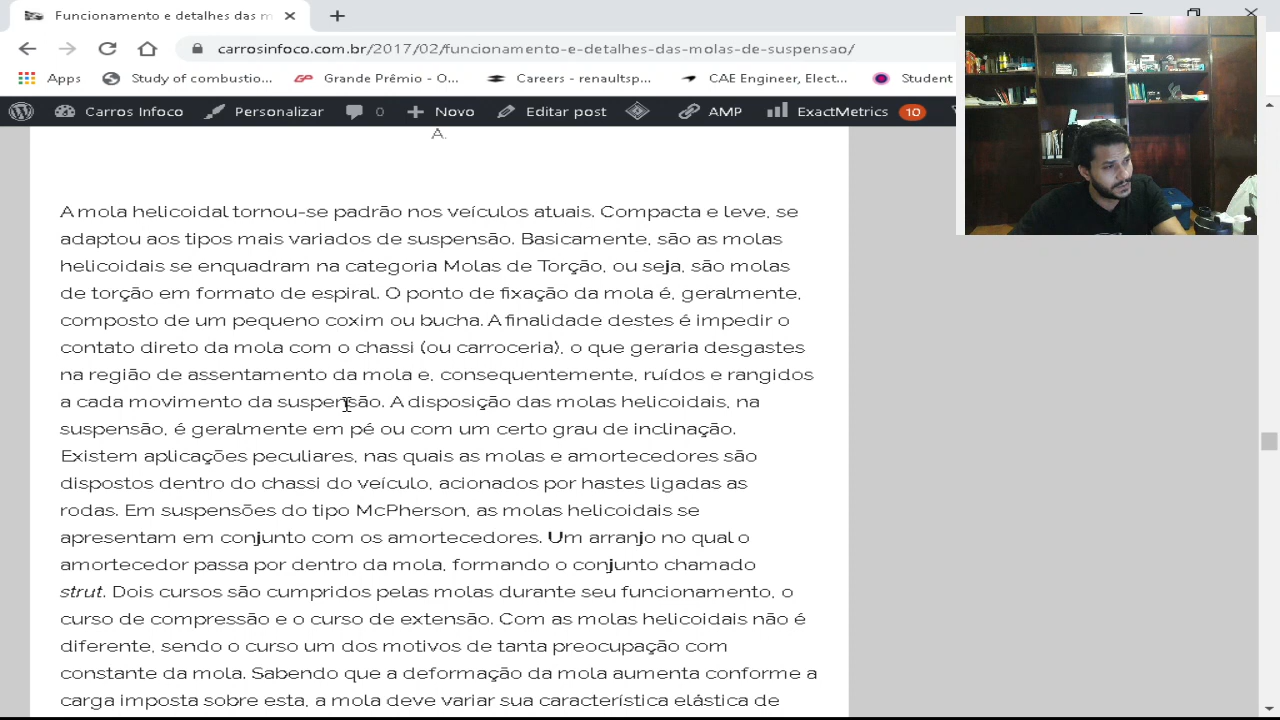 Funcionamento e detalhes das m
carrosinfoco.com.br/2017/02/funcionamento-e-detalhes-das-molas-de-suspensao/
Apps Study of combustio... Grande Prêmio - O... Careers - renaultsp... CAE Engineer, Elect... Student
Carros Infoco Personalizar 0 Novo Editar post AMP ExactMetrics 10
A.
A mola helicoidal tornou-se padrão nos veículos atuais. Compacta e leve, se
adaptou aos tipos mais variados de suspensão. Basicamente, são as molas
helicoidais se enquadram na categoria Molas de Torção, ou seja, são molas
de torção em formato de espiral. O ponto de fixação da mola é, geralmente,
composto de um pequeno coxim ou bucha. A finalidade destes é impedir o
contato direto da mola com o chassi (ou carroceria), o que geraria desgastes
na região de assentamento da mola e, consequentemente, ruídos e rangidos
a cada movimento da suspensão. A disposição das molas helicoidais, na
suspensão, é geralmente em pé ou com um certo grau de inclinação.
Existem aplicações peculiares, nas quais as molas e amortecedores são
dispostos dentro do chassi do veículo, acionados por hastes ligadas as
rodas. Em suspensões do tipo McPherson, as molas helicoidais se
apresentam em conjunto com os amortecedores. Um arranjo no qual o
amortecedor passa por dentro da mola, formando o conjunto chamado
strut. Dois cursos são cumpridos pelas molas durante seu funcionamento, o
curso de compressão e o curso de extensão. Com as molas helicoidais não é
diferente, sendo o curso um dos motivos de tanta preocupação com
constante da mola. Sabendo que a deformação da mola aumenta conforme a
carga imposta sobre esta, a mola deve variar sua característica elástica de